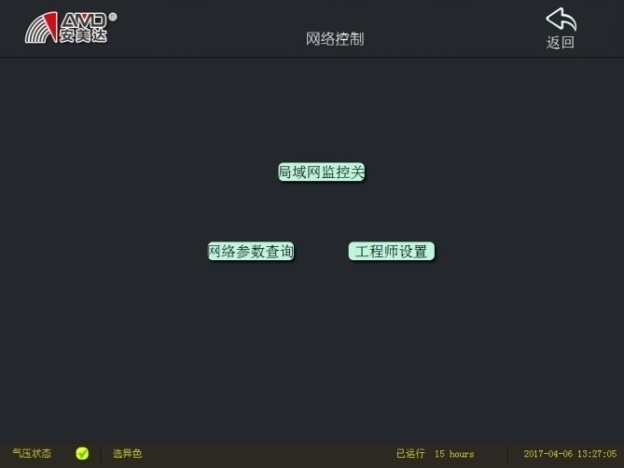 AMD®
安美达
网络控制
返回
局域网监控关
网络参数查询 工程师设置
气压状态 选异色 已运行 15 hours 2017-04-06 13:27:05